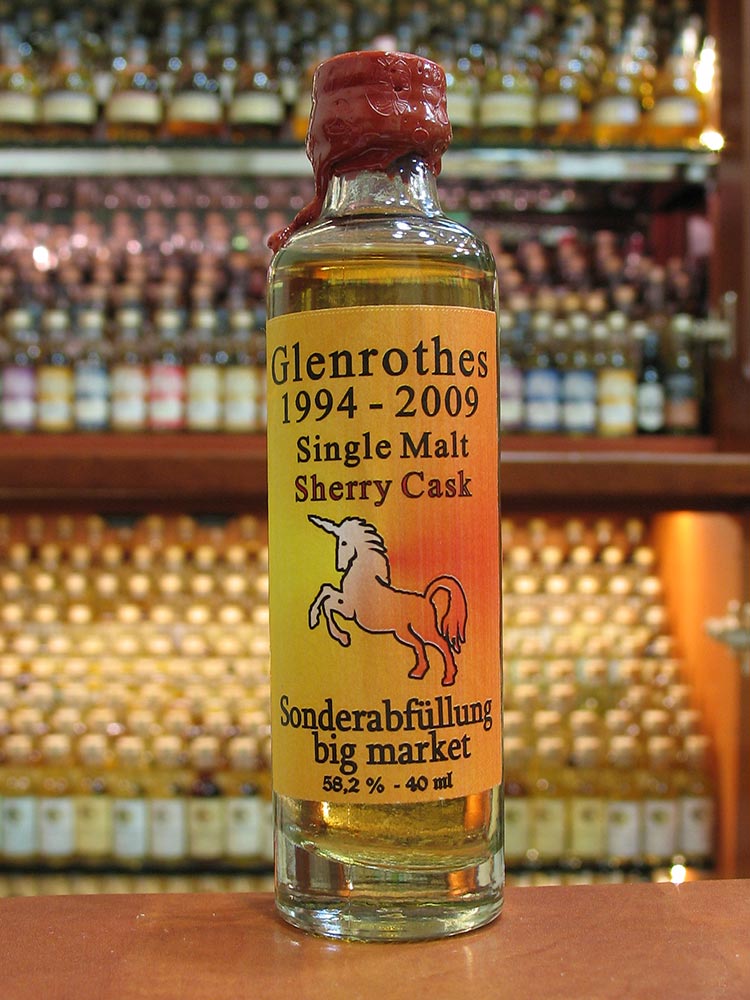 Glenrothes
1994 - 2009
Single Malt
Sherry Cask
Sonderabfüllung
big market
58,2 % - 40 ml